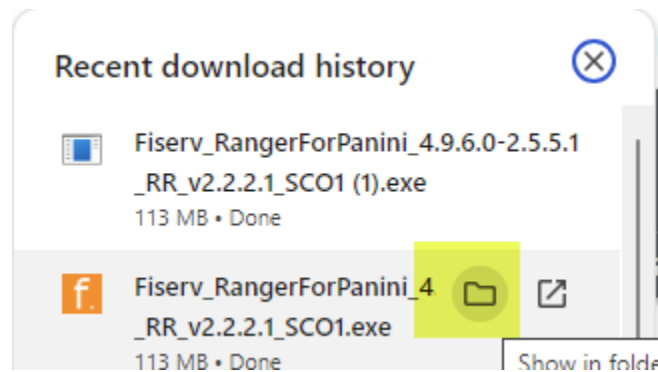 Recent download history
Fiserv_RangerForPanini_4.9.6.0-2.5.5.1
_RR_v2.2.2.1_SCO1 (1).exe
113 MB • Done
f.
Fiserv_RangerForPanini_4
_RR_v2.2.2.1_SCO1.exe
113 MB • Done
Show in folde